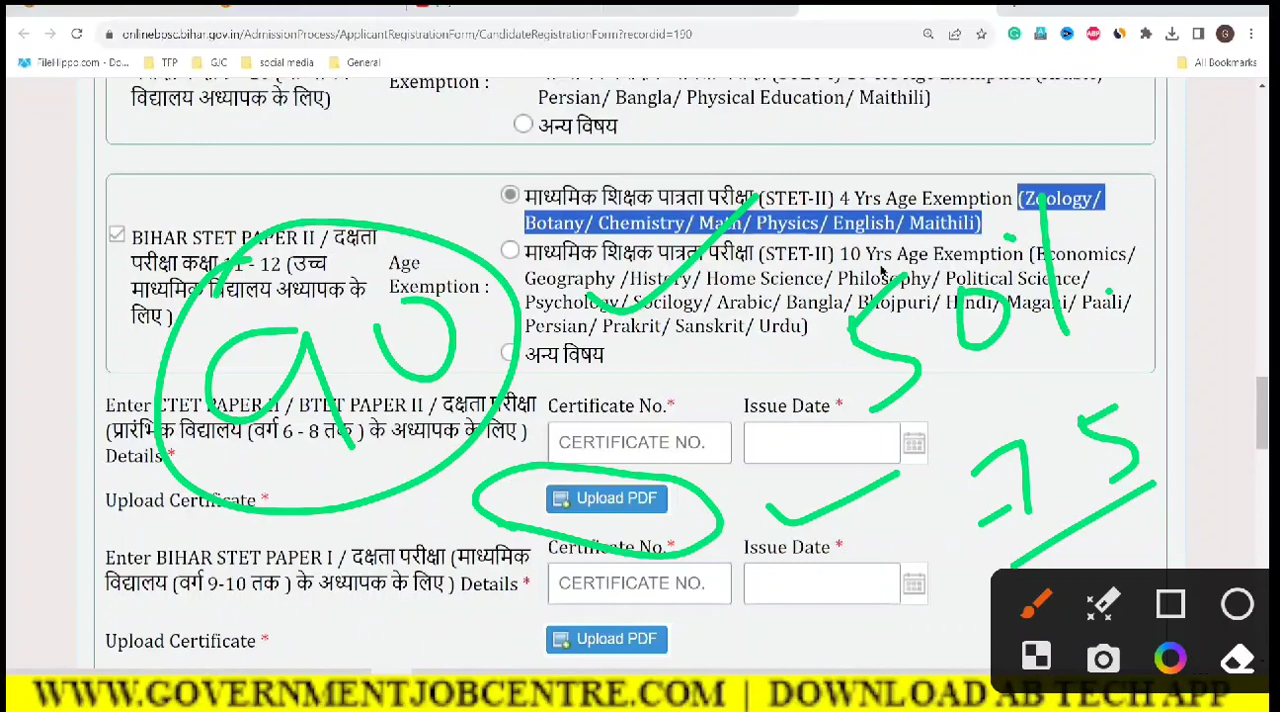 onlinebpsc.bihar.gov.in/AdmissionProcess/ApplicantRegistrationForm/CandidateRegistrationForm?recordid=190
FileHippo.com - Do...
TFP
GJC
social media
General
All Bookmarks
विद्यालय अध्यापक के लिए)
Exemption :
Persian/ Bangla/ Physical Education/ Maithili)
अन्य विषय
BIHAR STET PAPER II / दक्षता
परीक्षा कक्षा 11 - 12 (उच्च
माध्यमिक विद्यालय अध्यापक के
लिए )
Age
Exemption :
माध्यमिक शिक्षक पात्रता परीक्षा (STET-II) 4 Yrs Age Exemption (Zoology/
Botany/ Chemistry/ Math/ Physics/ English/ Maithili)
माध्यमिक शिक्षक पात्रता परीक्षा (STET-II) 10 Yrs Age Exemption (Economics/
Geography /History/ Home Science/ Philosophy/ Political Science/
Psychology/ Socilogy/ Arabic/ Bangla/ Bhojpuri/ Hindi/ Magahi/ Paali/
Persian/ Prakrit/ Sanskrit/ Urdu)
अन्य विषय
50%
90
75
Enter STET PAPER II / BTET PAPER II / दक्षता परीक्षा
(प्रारंभिक विद्यालय (वर्ग 6 - 8 तक ) के अध्यापक के लिए )
Details *
Certificate No.*
Issue Date *
CERTIFICATE NO.
Upload Certificate *
Upload PDF
Enter BIHAR STET PAPER I / दक्षता परीक्षा (माध्यमिक
विद्यालय (वर्ग 9-10 तक ) के अध्यापक के लिए ) Details *
Certificate No.*
Issue Date *
CERTIFICATE NO.
Upload Certificate *
Upload PDF
WWW.GOVERNMENTJOBCENTRE.COM | DOWNLOAD AB TECH APP